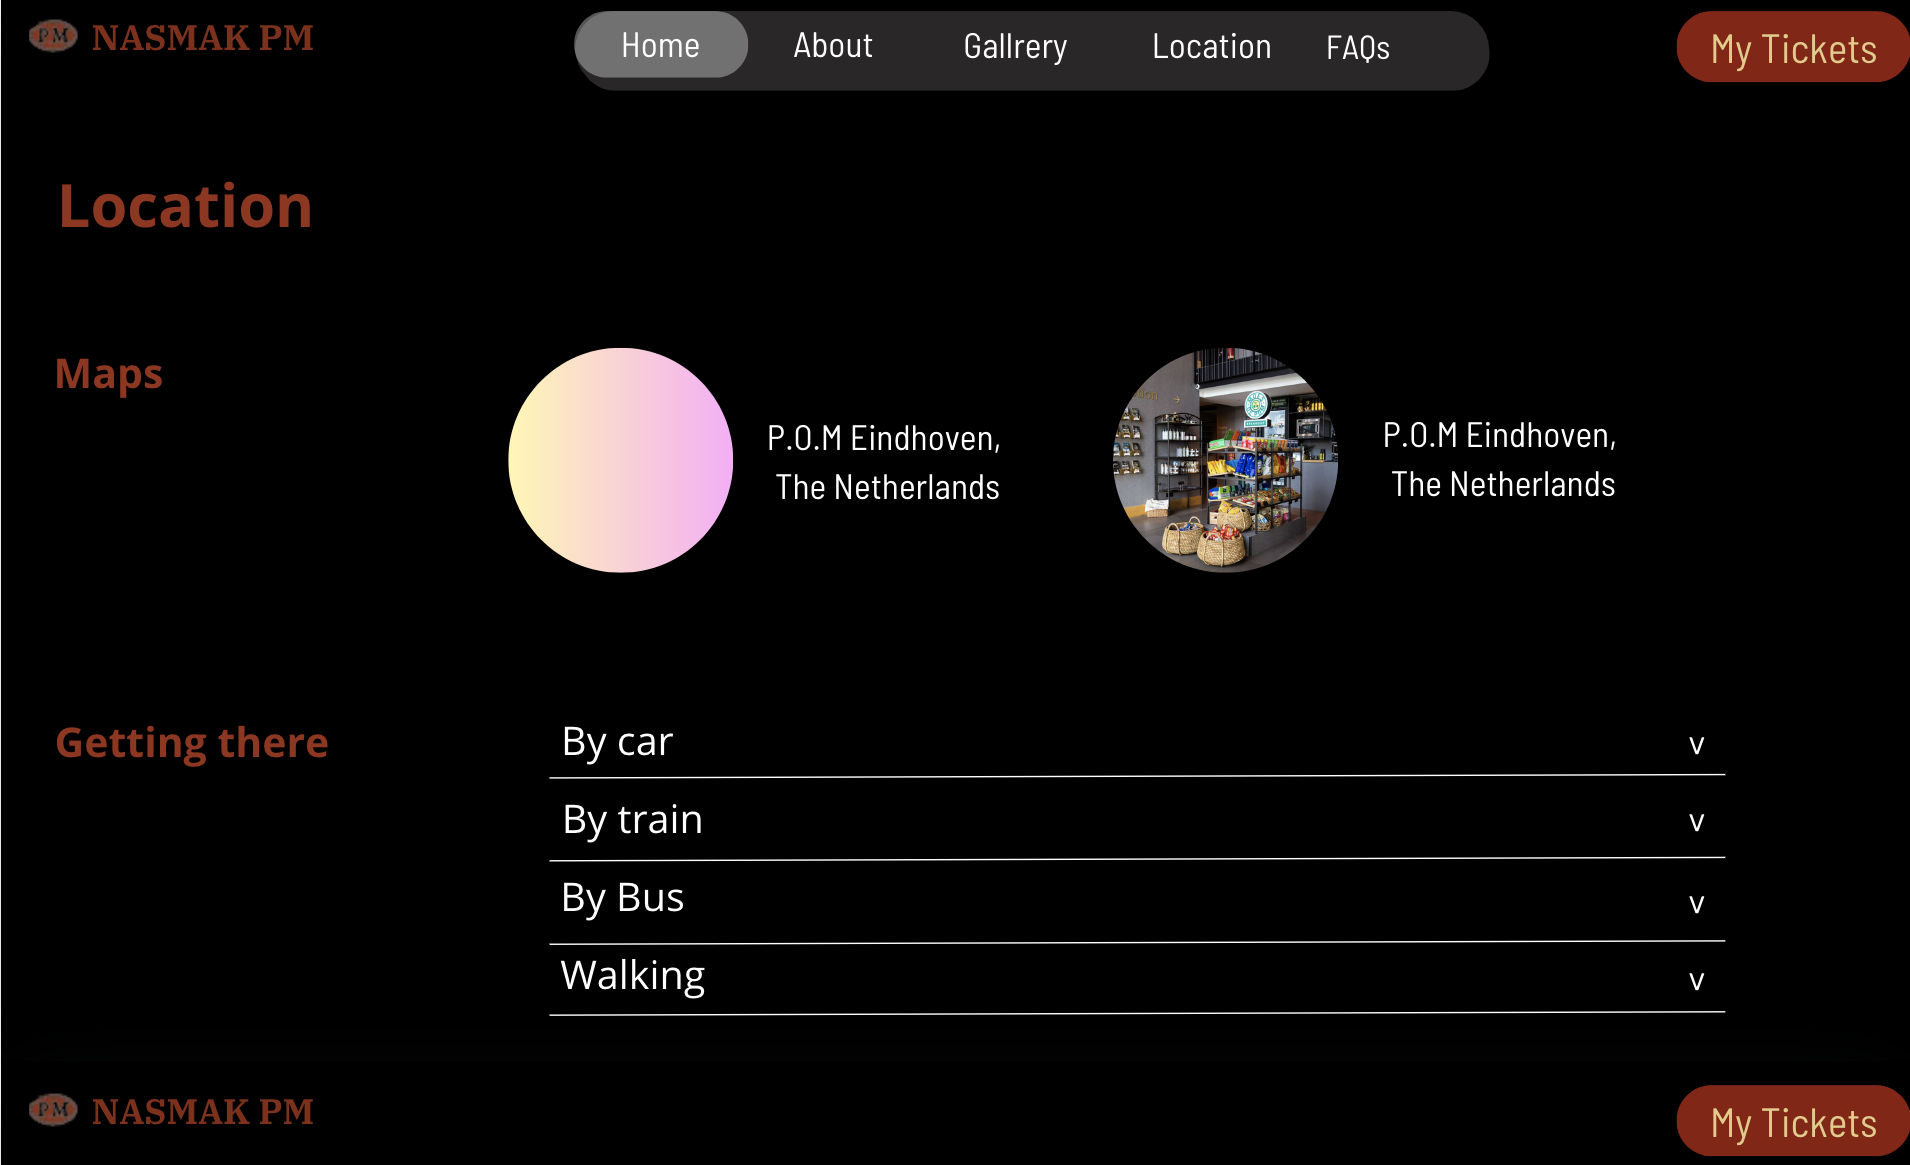 PM NASMAK PM
Home About Gallrery Location FAQs
My Tickets
Location
Maps
P.O.M Eindhoven,
The Netherlands
P.O.M Eindhoven,
The Netherlands
Getting there
By car v
By train v
By Bus v
Walking v
PM NASMAK PM
My Tickets